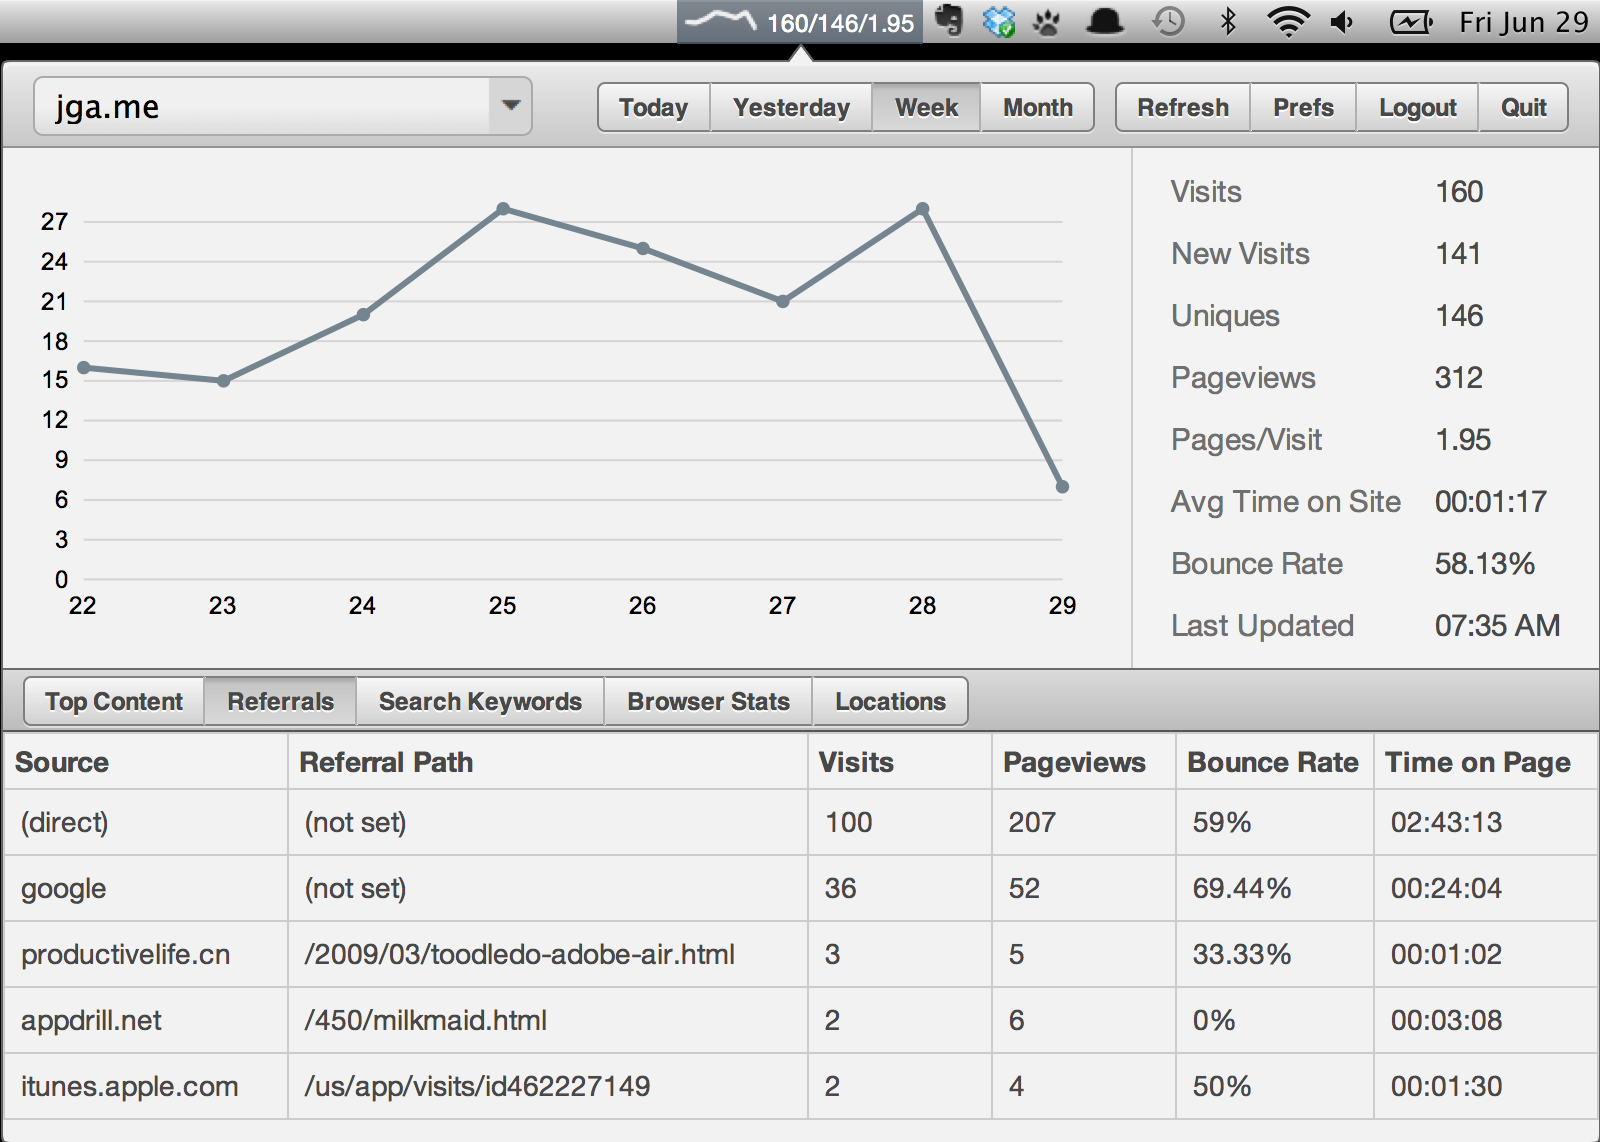 160/146/1.95 Fri Jun 29
jga.me Today Yesterday Week Month Refresh Prefs Logout Quit
27
24
21
18
15
12
9
6
3
0
22 23 24 25 26 27 28 29
Visits 160
New Visits 141
Uniques 146
Pageviews 312
Pages/Visit 1.95
Avg Time on Site 00:01:17
Bounce Rate 58.13%
Last Updated 07:35 AM
Top Content Referrals Search Keywords Browser Stats Locations
Source Referral Path Visits Pageviews Bounce Rate Time on Page
(direct) (not set) 100 207 59% 02:43:13
google (not set) 36 52 69.44% 00:24:04
productivelife.cn /2009/03/toodledo-adobe-air.html 3 5 33.33% 00:01:02
appdrill.net /450/milkmaid.html 2 6 0% 00:03:08
itunes.apple.com /us/app/visits/id462227149 2 4 50% 00:01:30